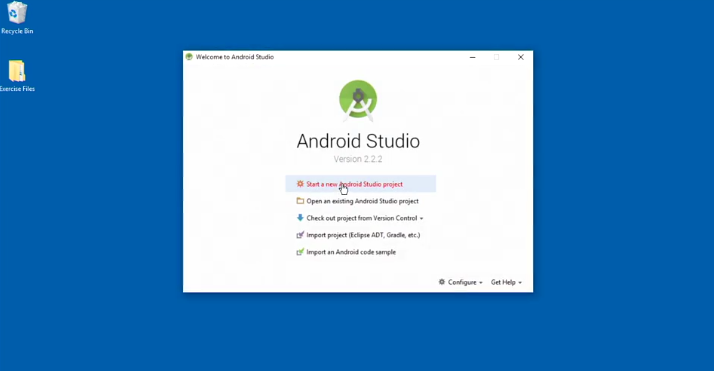 Recycle Bin
Exercise Files
Welcome to Android Studio
Android Studio
Version 2.2.2
Start a new Android Studio project
Open an existing Android Studio project
Check out project from Version Control
Import project (Eclipse ADT, Gradle, etc.)
Import an Android code sample
Configure Get Help